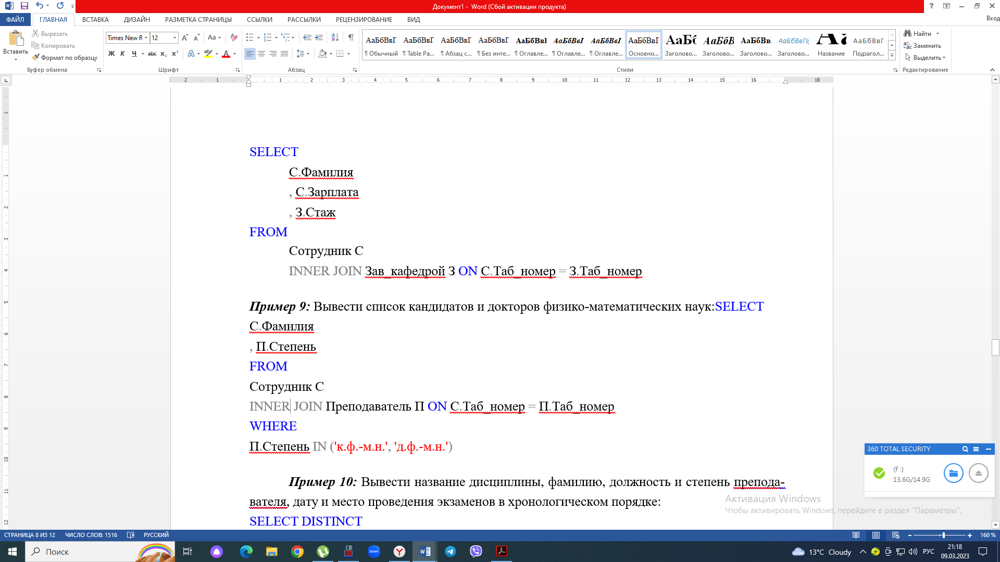 Документ1 - Word (Сбой активации продукта)
ФАЙЛ ГЛАВНАЯ ВСТАВКА ДИЗАЙН РАЗМЕТКА СТРАНИЦЫ ССЫЛКИ РАССЫЛКИ РЕЦЕНЗИРОВАНИЕ ВИД Вход
Вставить
Вырезать
Копировать
Формат по образцу
Буфер обмена
Times New R 12
Ж К Ч abc x₂ x²
Шрифт
Абзац
АаБбВвГ АаБбВвГ АаБбВвГ АаБбВвГ АаБбВвІ АаБбВвІ АаБбВвІ АаБбВвГ АаБб АаБбВ АаБбВв АаБбВвГг АаБбВвГ
¶ Обычный ¶ Table Pa... ¶ Абзац с... ¶ Без инте... ¶ Оглавле... ¶ Оглавле... ¶ Оглавле... Основно... Заголово... Заголово... Заголово... Заголово... Название Подзагол...
Стили
Найти
Заменить
Выделить
Редактирование
2 1 1 2 3 4 5 6 7 8 9 10 11 12 13 14 15 16 18
SELECT
С.Фамилия
, С.Зарплата
, З.Стаж
FROM
Сотрудник С
INNER JOIN Зав_кафедрой З ON С.Таб_номер = З.Таб_номер
Пример 9: Вывести список кандидатов и докторов физико-математических наук:SELECT
С.Фамилия
, П.Степень
FROM
Сотрудник С
INNER JOIN Преподаватель П ON С.Таб_номер = П.Таб_номер
WHERE
П.Степень IN ('к.ф.-м.н.', 'д.ф.-м.н.')
Пример 10: Вывести название дисциплины, фамилию, должность и степень препода-
вателя, дату и место проведения экзаменов в хронологическом порядке:
SELECT DISTINCT
360 TOTAL SECURITY
(F :)
13.6G/14.9G
Активация Windows
Чтобы активировать Windows, перейдите в раздел "Параметры".
СТРАНИЦА 8 ИЗ 12 ЧИСЛО СЛОВ: 1516 РУССКИЙ 160 %
Поиск
zoom
13°C Cloudy
РУС
21:18
09.03.2023